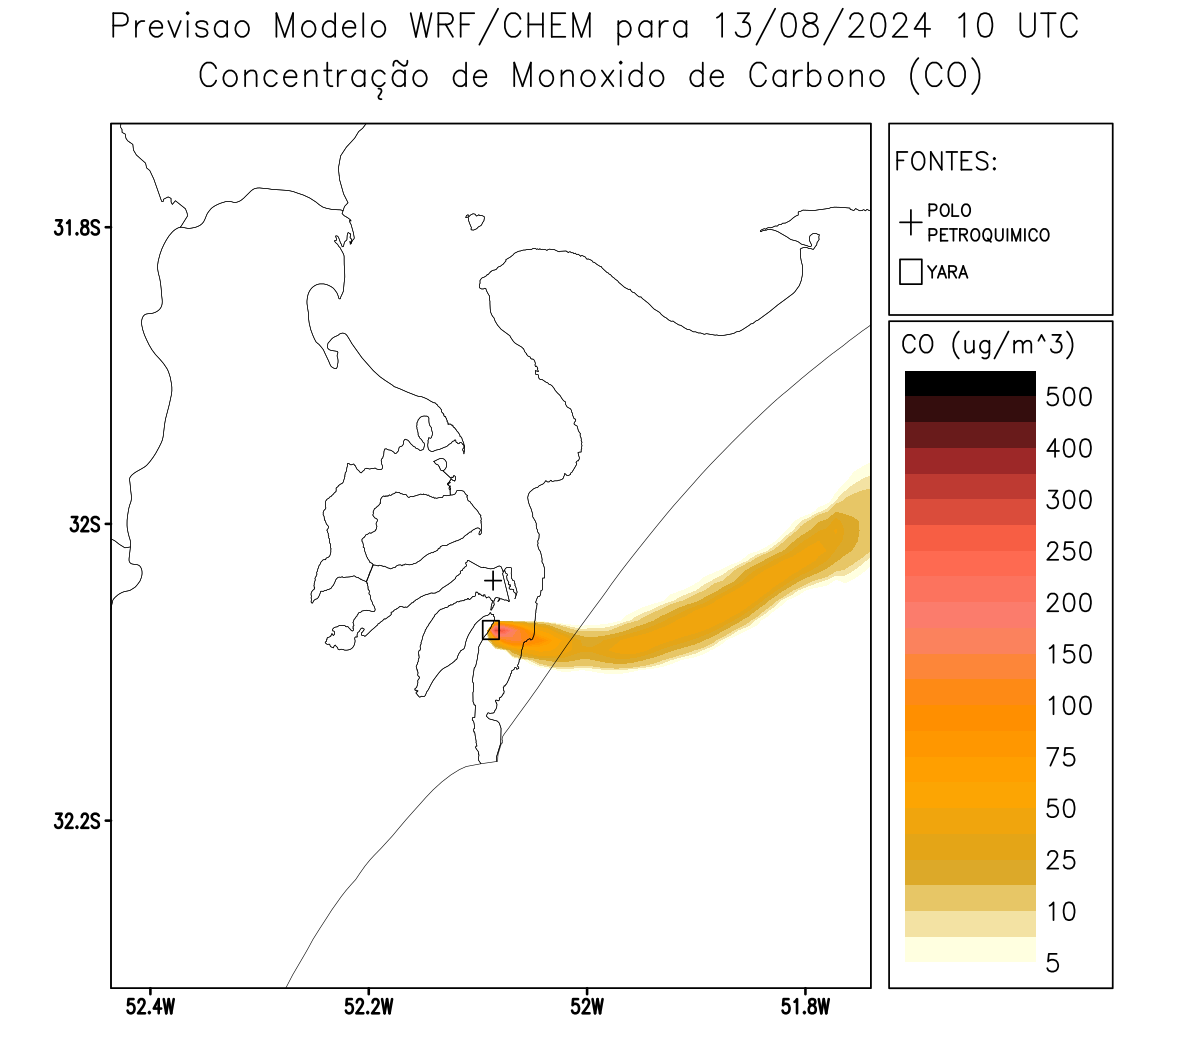 Previsao Modelo WRF/CHEM para 13/08/2024 10 UTC
Concentração de Monoxido de Carbono (CO)
FONTES:
POLO
PETROQUIMICO
YARA
CO (ug/m^3)
500
400
300
250
200
150
100
75
50
25
10
5
31.8S
32S
32.2S
52.4W
52.2W
52W
51.8W